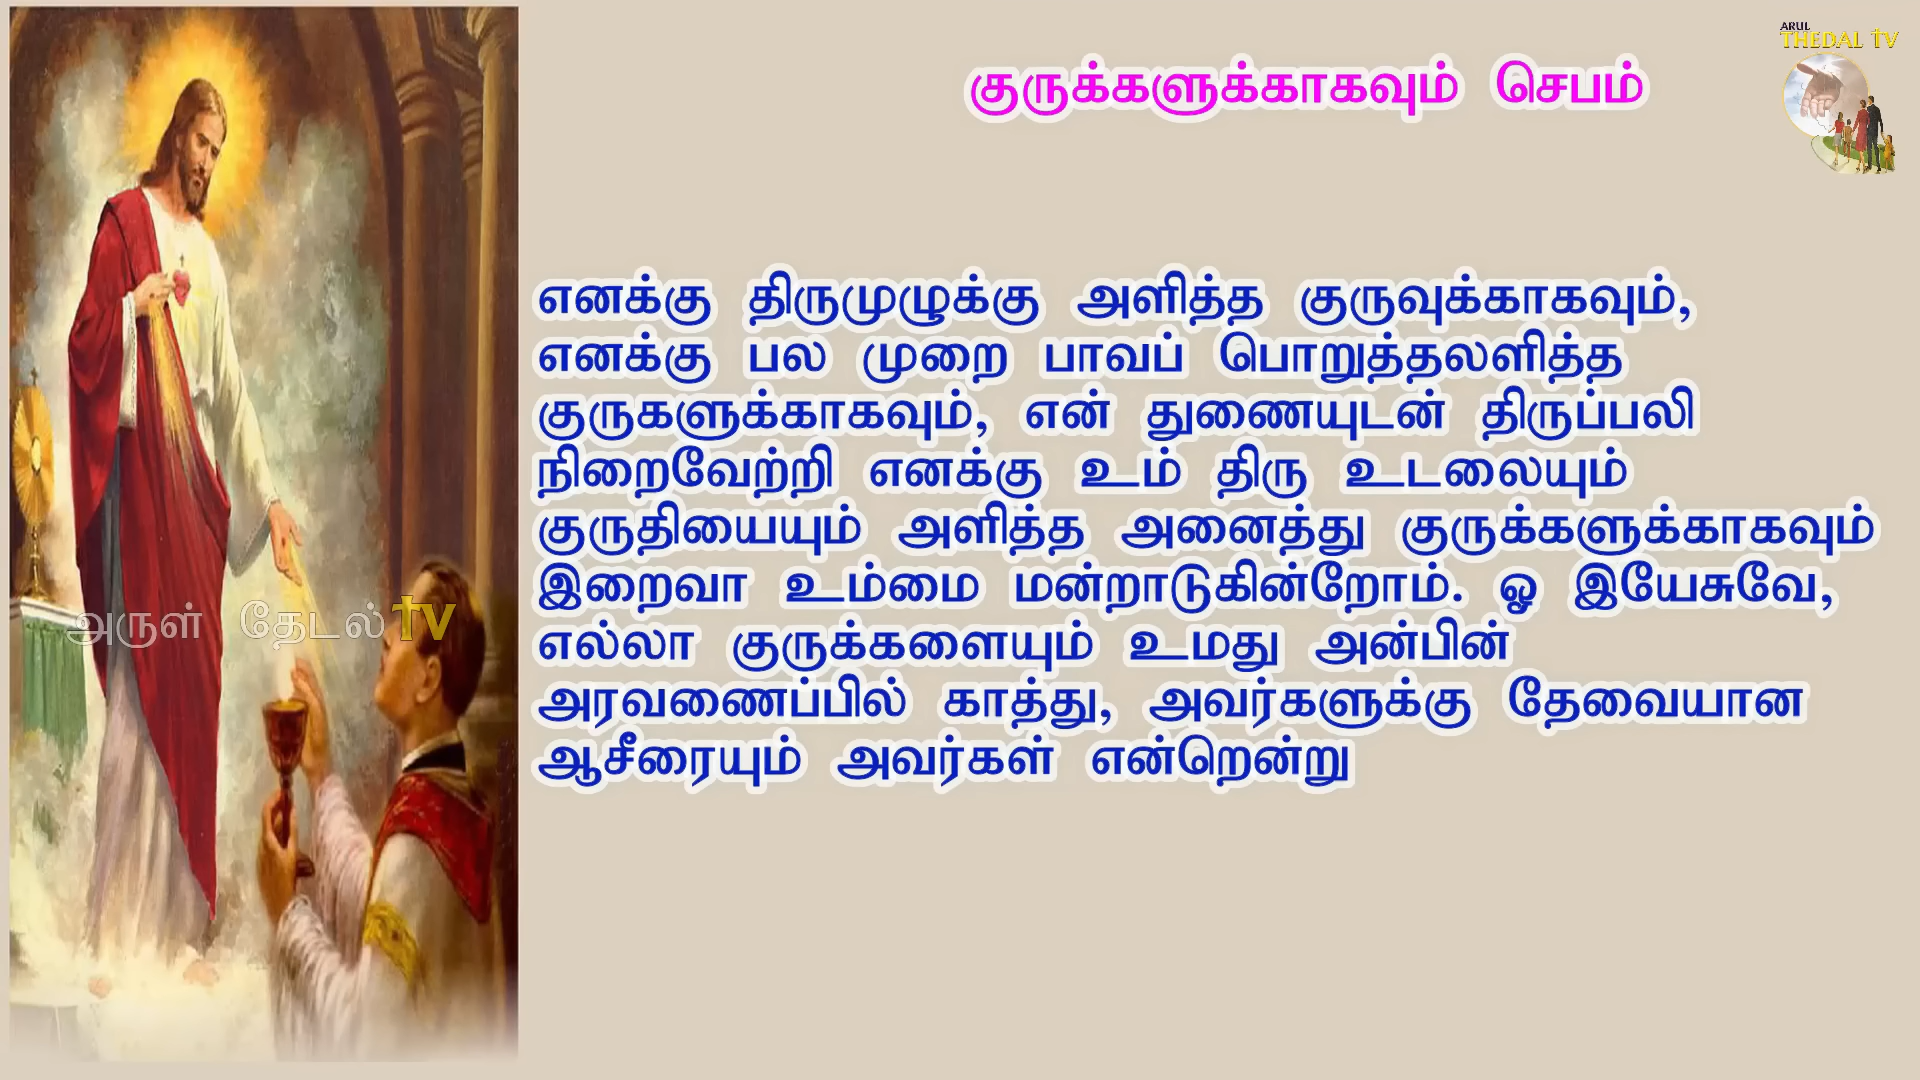 ARUL
THEDAL TV
குருக்களுக்காகவும் செபம்
எனக்கு திருமுழுக்கு அளித்த குருவுக்காகவும்,
எனக்கு பல முறை பாவப் பொறுத்தலளித்த
குருகளுக்காகவும், என் துணையுடன் திருப்பலி
நிறைவேற்றி எனக்கு உம் திரு உடலையும்
குருதியையும் அளித்த அனைத்து குருக்களுக்காகவும்
இறைவா உம்மை மன்றாடுகின்றோம். ஓ இயேசுவே,
எல்லா குருக்களையும் உமது அன்பின்
அரவணைப்பில் காத்து, அவர்களுக்கு தேவையான
ஆசீரையும் அவர்கள் என்றென்று
அருள் தேடல் TV